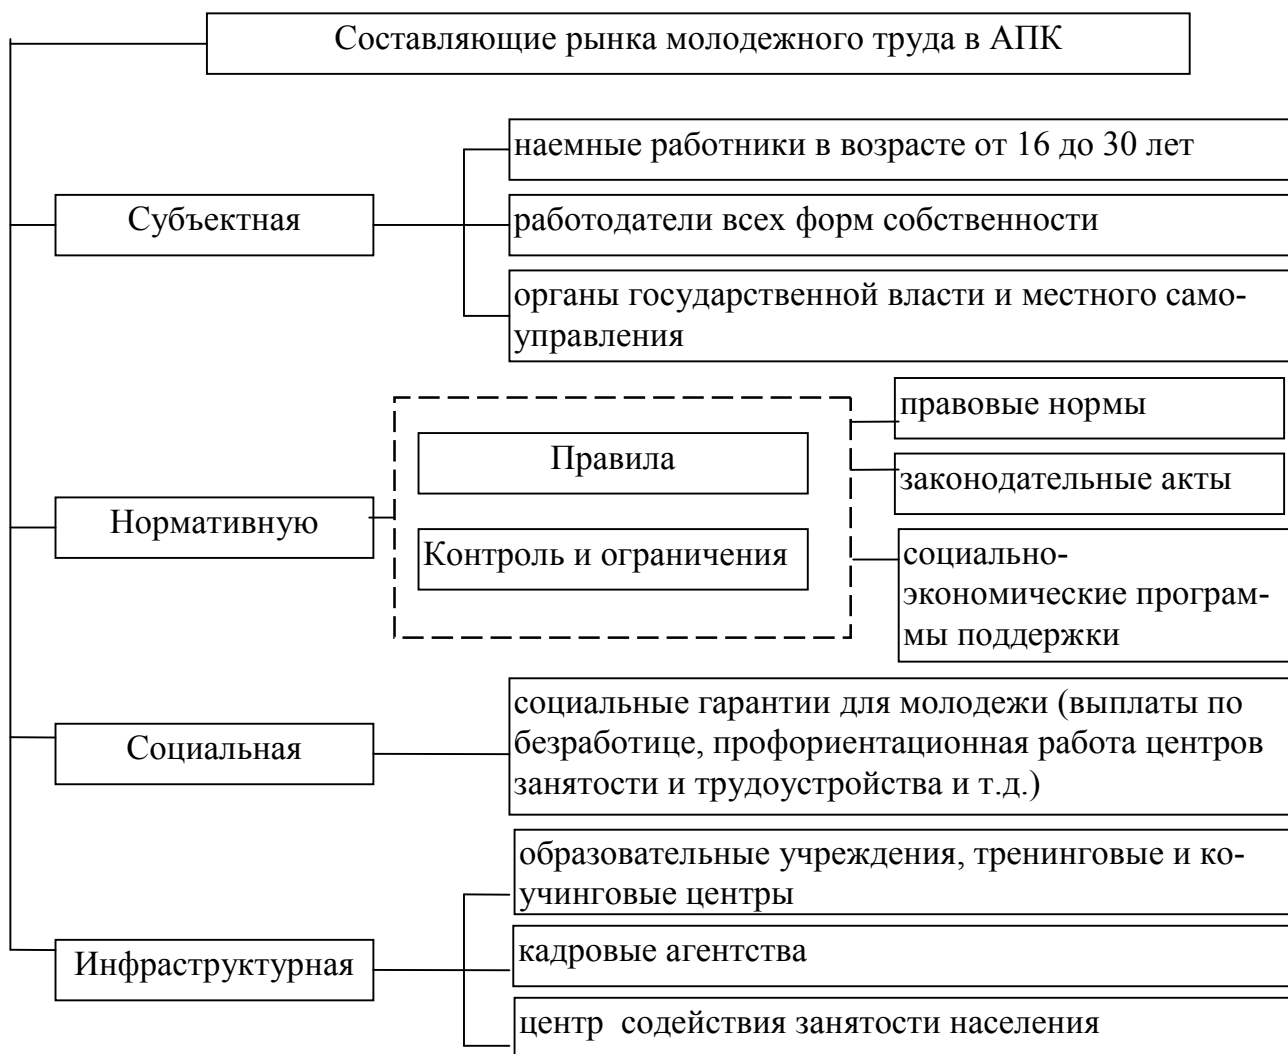 Составляющие рынка молодежного труда в АПК
Субъектная
наемные работники в возрасте от 16 до 30 лет
работодатели всех форм собственности
органы государственной власти и местного само-
управления
Нормативную
Правила
Контроль и ограничения
правовые нормы
законодательные акты
социально-
экономические програм-
мы поддержки
Социальная
социальные гарантии для молодежи (выплаты по
безработице, профориентационная работа центров
занятости и трудоустройства и т.д.)
Инфраструктурная
образовательные учреждения, тренинговые и ко-
учинговые центры
кадровые агентства
центр содействия занятости населения